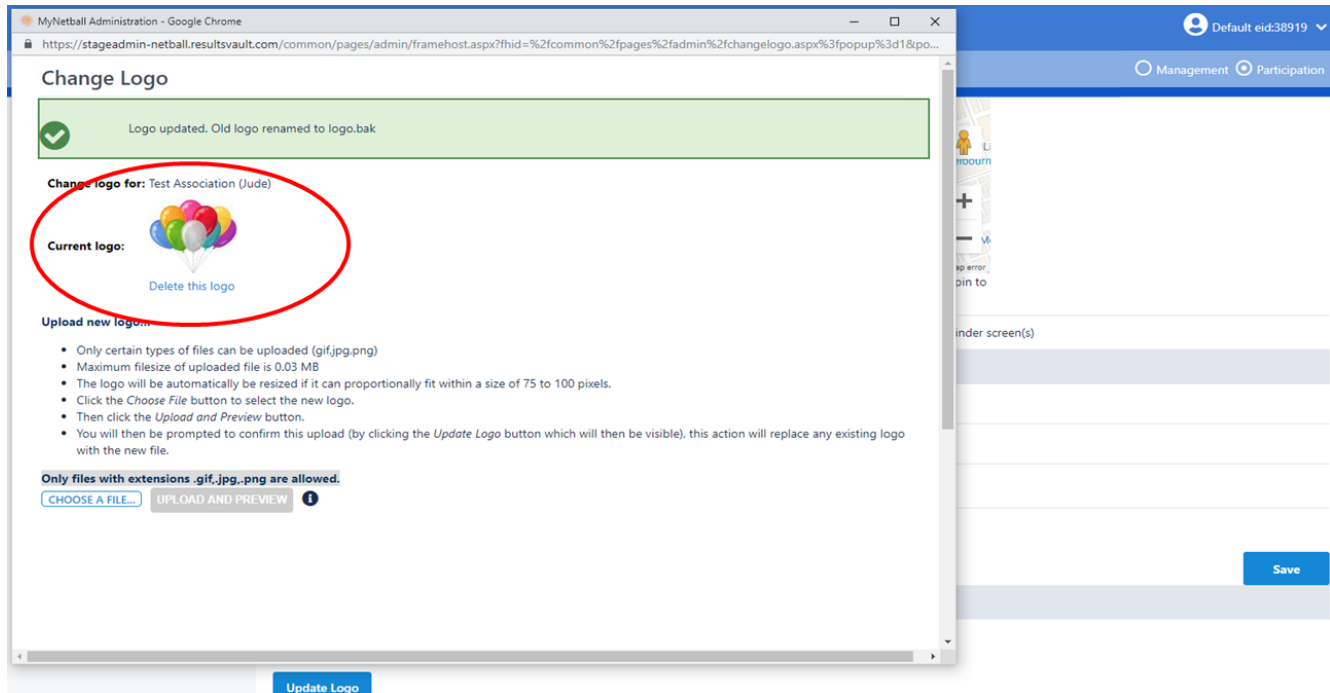 MyNetball Administration - Google Chrome
https://stageadmin-netball.resultsvault.com/common/pages/admin/framehost.aspx?fhid=%2fcommon%2fpages%2fadmin%2fchangelogo.aspx%3fpopup%3d1&po...
Default eid:38919
Management Participation
Change Logo
Logo updated. Old logo renamed to logo.bak
Change logo for: Test Association (Jude)
Current logo:
Delete this logo
Upload new logo...
• Only certain types of files can be uploaded (gif,jpg,png)
• Maximum filesize of uploaded file is 0.03 MB
• The logo will be automatically be resized if it can proportionally fit within a size of 75 to 100 pixels.
• Click the Choose File button to select the new logo.
• Then click the Upload and Preview button.
• You will then be prompted to confirm this upload (by clicking the Update Logo button which will then be visible), this action will replace any existing logo
with the new file.
Only files with extensions .gif,.jpg,.png are allowed.
CHOOSE A FILE... UPLOAD AND PREVIEW
ap error
pin to
inder screen(s)
Save
Update Logo